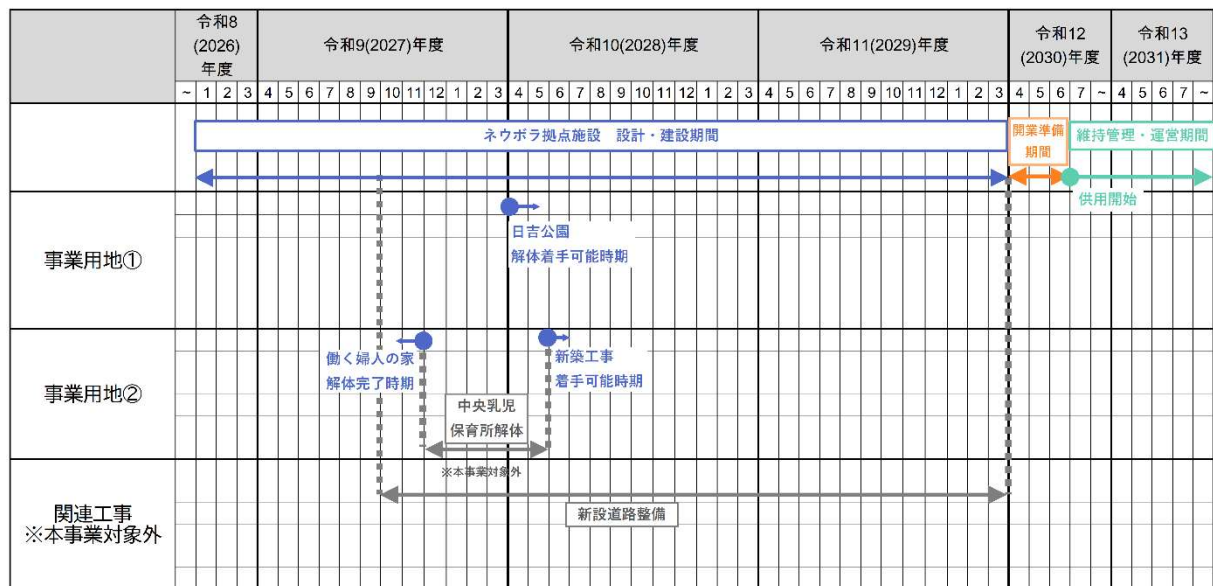 令和8
(2026)
年度
令和9(2027)年度
令和10(2028)年度
令和11(2029)年度
令和12
(2030)年度
令和13
(2031)年度
~ 1 2 3 4 5 6 7 8 9 10 11 12 1 2 3 4 5 6 7 8 9 10 11 12 1 2 3 4 5 6 7 8 9 10 11 12 1 2 3 4 5 6 7 ~ 4 5 6 7 ~
ネウボラ拠点施設 設計・建設期間
開業準備
期間
維持管理・運営期間
供用開始
事業用地①
日吉公園
解体着手可能時期
事業用地②
働く婦人の家
解体完了時期
新築工事
着手可能時期
中央乳児
保育所解体
※本事業対象外
関連工事
※本事業対象外
新設道路整備